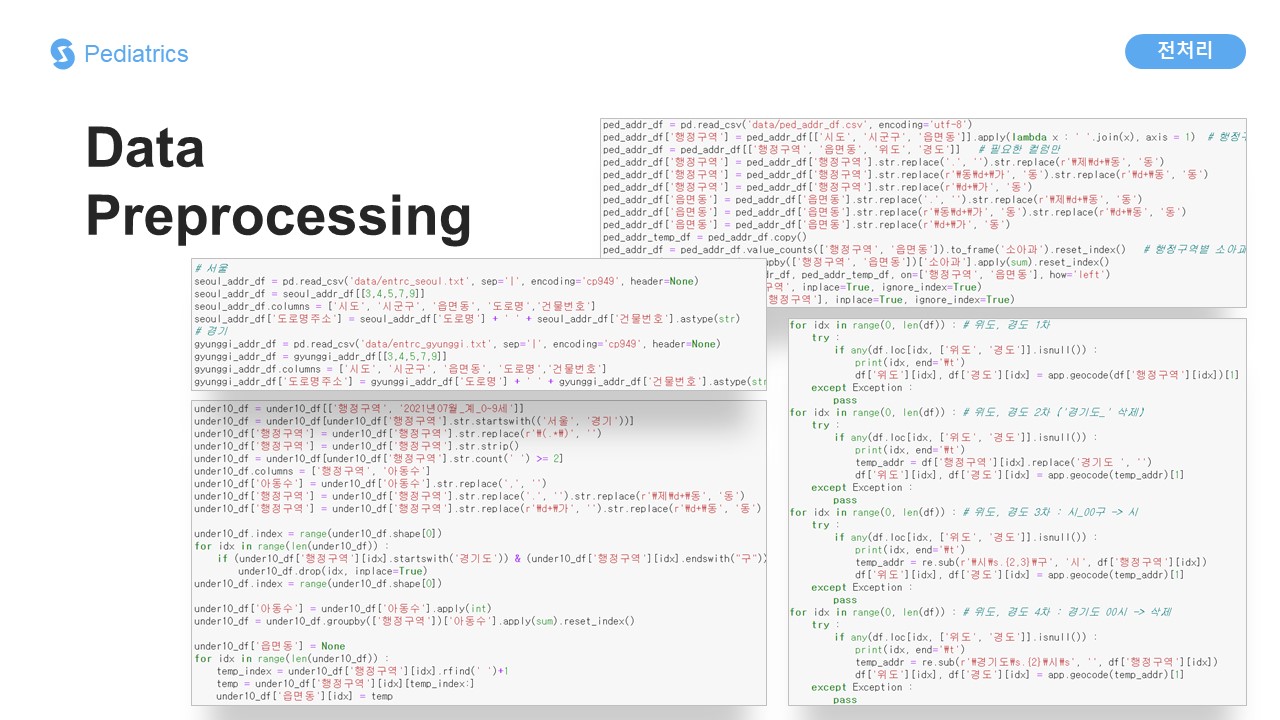 Pediatrics
전처리
Data
Preprocessing
ped_addr_df = pd.read_csv('data/ped_addr_df.csv', encoding='utf-8')
ped_addr_df['행정구역'] = ped_addr_df[['시도', '시군구', '읍면동']].apply(lambda x : ' '.join(x), axis = 1) # 행정구
ped_addr_df = ped_addr_df[['행정구역', '읍면동', '위도', '경도']] # 필요한 컬럼만
ped_addr_df['행정구역'] = ped_addr_df['행정구역'].str.replace('.', '').str.replace(r'₩제₩d+₩동', '동')
ped_addr_df['행정구역'] = ped_addr_df['행정구역'].str.replace(r'₩동₩d+₩가', '동').str.replace(r'₩d+₩동', '동')
ped_addr_df['행정구역'] = ped_addr_df['행정구역'].str.replace(r'₩d+₩가', '동')
ped_addr_df['읍면동'] = ped_addr_df['읍면동'].str.replace('.', '').str.replace(r'₩제₩d+₩동', '동')
ped_addr_df['읍면동'] = ped_addr_df['읍면동'].str.replace(r'₩동₩d+₩가', '동').str.replace(r'₩d+₩동', '동')
ped_addr_df['읍면동'] = ped_addr_df['읍면동'].str.replace(r'₩d+₩가', '동')
ped_addr_temp_df = ped_addr_df.copy()
ped_addr_df = ped_addr_df.value_counts(['행정구역', '읍면동']).to_frame('소아과').reset_index() # 행정구역별 소아과
pby(['행정구역', '읍면동'])['소아과'].apply(sum).reset_index()
dr_df, ped_addr_temp_df, on=['행정구역', '읍면동'], how='left')
구역'], inplace=True, ignore_index=True)
행정구역'], inplace=True, ignore_index=True)
# 서울
seoul_addr_df = pd.read_csv('data/entrc_seoul.txt', sep='|', encoding='cp949', header=None)
seoul_addr_df = seoul_addr_df[[3,4,5,7,9]]
seoul_addr_df.columns = ['시도', '시군구', '읍면동', '도로명','건물번호']
seoul_addr_df['도로명주소'] = seoul_addr_df['도로명'] + ' ' + seoul_addr_df['건물번호'].astype(str)
# 경기
gyunggi_addr_df = pd.read_csv('data/entrc_gyunggi.txt', sep='|', encoding='cp949', header=None)
gyunggi_addr_df = gyunggi_addr_df[[3,4,5,7,9]]
gyunggi_addr_df.columns = ['시도', '시군구', '읍면동', '도로명','건물번호']
gyunggi_addr_df['도로명주소'] = gyunggi_addr_df['도로명'] + ' ' + gyunggi_addr_df['건물번호'].astype(str
under10_df = under10_df[['행정구역', '2021년07월_계_0~9세']]
under10_df = under10_df[under10_df['행정구역'].str.startswith(('서울', '경기'))]
under10_df['행정구역'] = under10_df['행정구역'].str.replace(r'₩(.*₩)', '')
under10_df['행정구역'] = under10_df['행정구역'].str.strip()
under10_df = under10_df[under10_df['행정구역'].str.count(' ') >= 2]
under10_df.columns = ['행정구역', '아동수']
under10_df['아동수'] = under10_df['아동수'].str.replace(',', '')
under10_df['행정구역'] = under10_df['행정구역'].str.replace('.', '').str.replace(r'₩제₩d+₩동', '동')
under10_df['행정구역'] = under10_df['행정구역'].str.replace(r'₩d+₩가', '').str.replace(r'₩d+₩동', '동')
under10_df.index = range(under10_df.shape[0])
for idx in range(len(under10_df)) :
if (under10_df['행정구역'][idx].startswith('경기도')) & (under10_df['행정구역'][idx].endswith("구"))
under10_df.drop(idx, inplace=True)
under10_df.index = range(under10_df.shape[0])
under10_df['아동수'] = under10_df['아동수'].apply(int)
under10_df = under10_df.groupby(['행정구역'])['아동수'].apply(sum).reset_index()
under10_df['읍면동'] = None
for idx in range(len(under10_df)) :
temp_index = under10_df['행정구역'][idx].rfind(' ')+1
temp = under10_df['행정구역'][idx][temp_index:]
under10_df['읍면동'][idx] = temp
for idx in range(0, len(df)) : # 위도, 경도 1차
try :
if any(df.loc[idx, ['위도', '경도']].isnull()) :
print(idx, end='₩t')
df['위도'][idx], df['경도'][idx] = app.geocode(df['행정구역'][idx])[1]
except Exception :
pass
for idx in range(0, len(df)) : # 위도, 경도 2차 ('경기도_' 삭제)
try :
if any(df.loc[idx, ['위도', '경도']].isnull()) :
print(idx, end='₩t')
temp_addr = df['행정구역'][idx].replace('경기도 ', '')
df['위도'][idx], df['경도'][idx] = app.geocode(temp_addr)[1]
except Exception :
pass
for idx in range(0, len(df)) : # 위도, 경도 3차 : 시_00구 -> 시
try :
if any(df.loc[idx, ['위도', '경도']].isnull()) :
print(idx, end='₩t')
temp_addr = re.sub(r'₩시₩s.{2,3}₩구', '시', df['행정구역'][idx])
df['위도'][idx], df['경도'][idx] = app.geocode(temp_addr)[1]
except Exception :
pass
for idx in range(0, len(df)) : # 위도, 경도 4차 : 경기도 00시 -> 삭제
try :
if any(df.loc[idx, ['위도', '경도']].isnull()) :
print(idx, end='₩t')
temp_addr = re.sub(r'₩경기도₩s.{2}₩시₩s', '', df['행정구역'][idx])
df['위도'][idx], df['경도'][idx] = app.geocode(temp_addr)[1]
except Exception :
pass